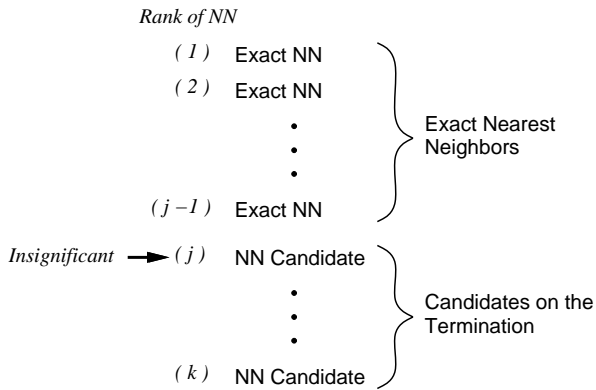 Rank of NN
( 1 ) Exact NN
( 2 ) Exact NN
Exact Nearest
Neighbors
( j −1 ) Exact NN
Insignificant ( j ) NN Candidate
Candidates on the
Termination
( k ) NN Candidate